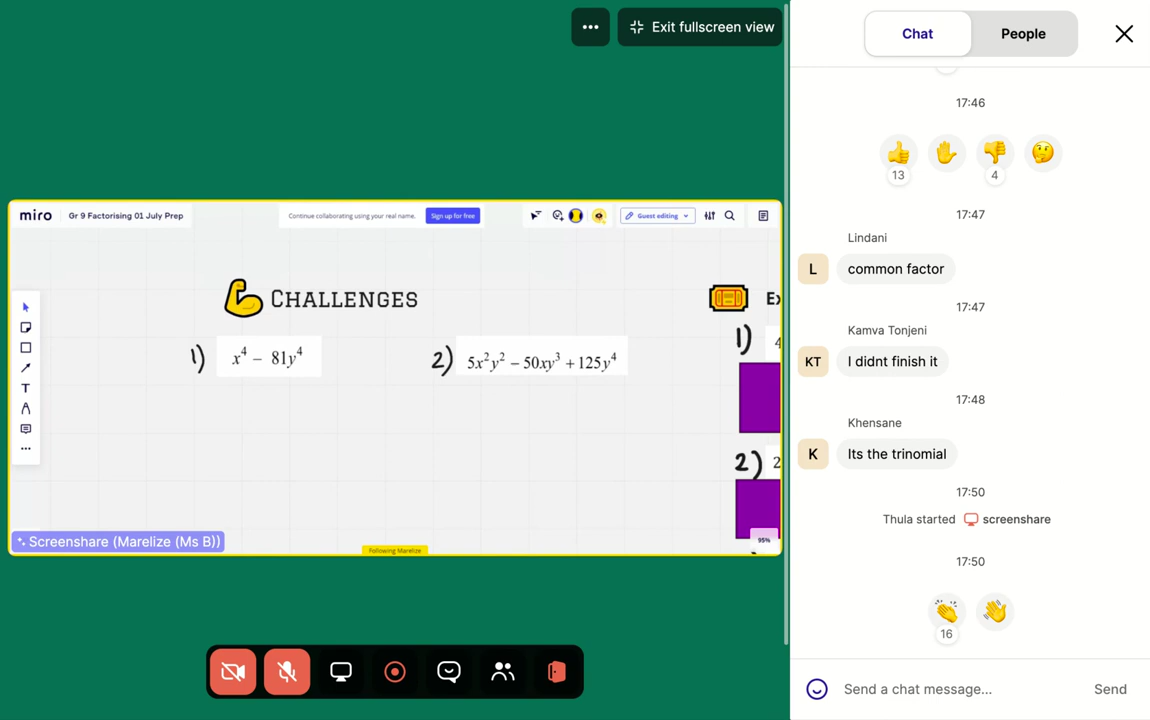 Exit fullscreen view
Chat
People
17:46
13
4
17:47
Lindani
L
common factor
17:47
Kamva Tonjeni
KT
I didnt finish it
17:48
Khensane
K
Its the trinomial
17:50
Thula started screenshare
17:50
16
Send a chat message...
Send
miro
Gr 9 Factorising 01 July Prep
Continue collaborating using your real name.
Sign up for free
Guest editing
CHALLENGES
1) x⁴ − 81y⁴
2) 5x²y² − 50xy³ + 125y⁴
1) 4
2) 2
T
95%
Screenshare (Marelize (Ms B))
Following Marelize